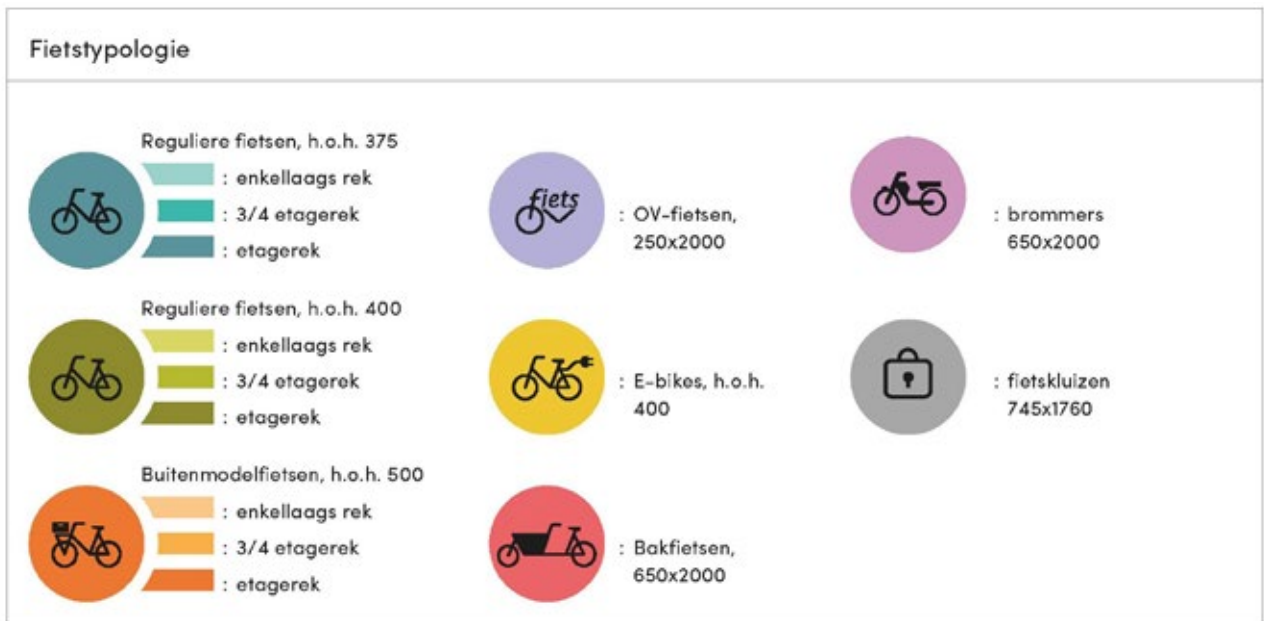 Fietstypologie
Reguliere fietsen, h.o.h. 375
: enkellaags rek
: 3/4 etagerek
: etagerek
Reguliere fietsen, h.o.h. 400
: enkellaags rek
: 3/4 etagerek
: etagerek
Buitenmodelfietsen, h.o.h. 500
: enkellaags rek
: 3/4 etagerek
: etagerek
fiets
: OV-fietsen,
250x2000
: E-bikes, h.o.h.
400
: Bakfietsen,
650x2000
: brommers
650x2000
: fietskluizen
745x1760